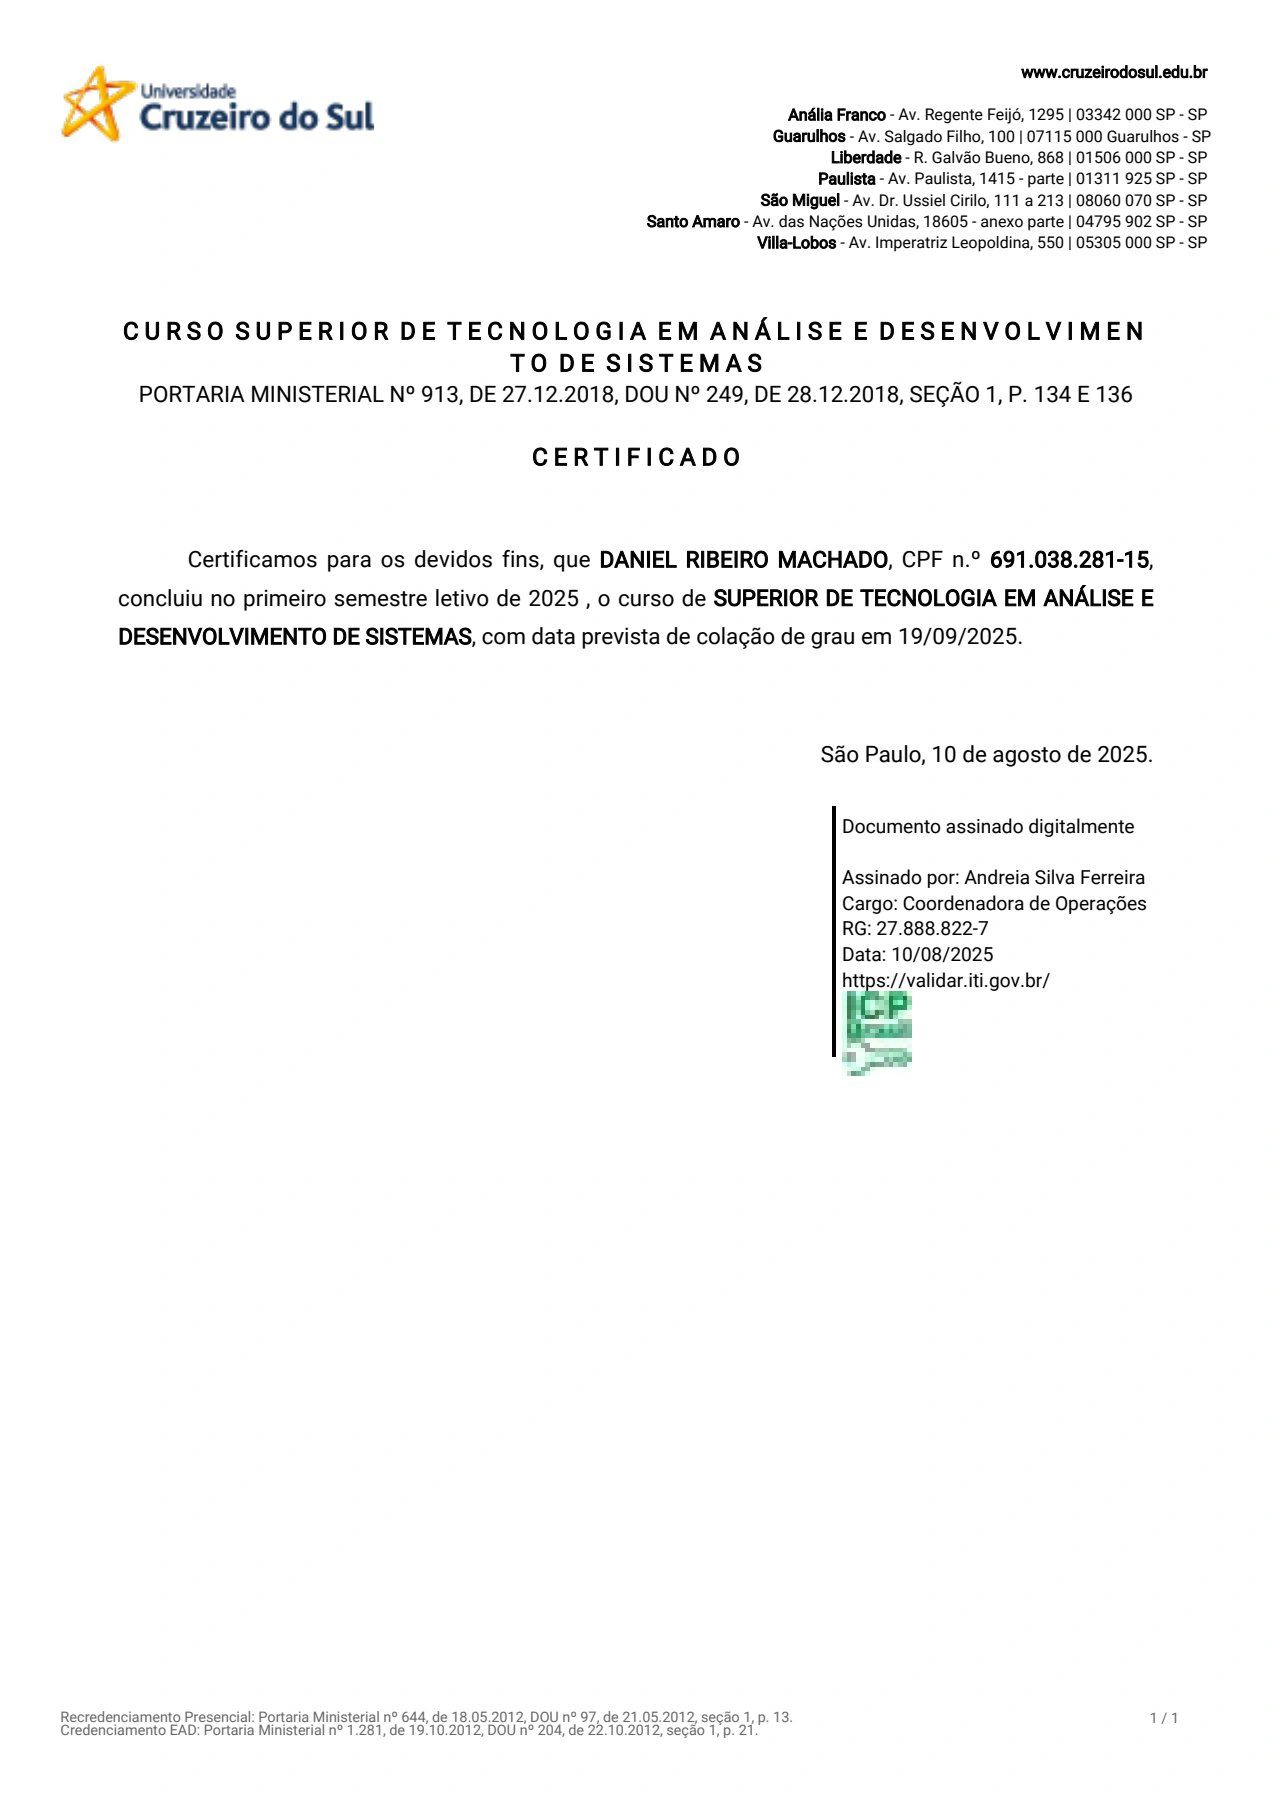 Universidade
Cruzeiro do Sul
www.cruzeirodosul.edu.br
Anália Franco - Av. Regente Feijó, 1295 | 03342 000 SP - SP
Guarulhos - Av. Salgado Filho, 100 | 07115 000 Guarulhos - SP
Liberdade - R. Galvão Bueno, 868 | 01506 000 SP - SP
Paulista - Av. Paulista, 1415 - parte | 01311 925 SP - SP
São Miguel - Av. Dr. Ussiel Cirilo, 111 a 213 | 08060 070 SP - SP
Santo Amaro - Av. das Nações Unidas, 18605 - anexo parte | 04795 902 SP - SP
Villa-Lobos - Av. Imperatriz Leopoldina, 550 | 05305 000 SP - SP
CURSO SUPERIOR DE TECNOLOGIA EM ANÁLISE E DESENVOLVIMEN
TO DE SISTEMAS
PORTARIA MINISTERIAL Nº 913, DE 27.12.2018, DOU Nº 249, DE 28.12.2018, SEÇÃO 1, P. 134 E 136
CERTIFICADO
Certificamos para os devidos fins, que DANIEL RIBEIRO MACHADO, CPF n.º 691.038.281-15,
concluiu no primeiro semestre letivo de 2025 , o curso de SUPERIOR DE TECNOLOGIA EM ANÁLISE E
DESENVOLVIMENTO DE SISTEMAS, com data prevista de colação de grau em 19/09/2025.
São Paulo, 10 de agosto de 2025.
Documento assinado digitalmente
Assinado por: Andreia Silva Ferreira
Cargo: Coordenadora de Operações
RG: 27.888.822-7
Data: 10/08/2025
https://validar.iti.gov.br/
ICP
Recredenciamento Presencial: Portaria Ministerial nº 644, de 18.05.2012, DOU nº 97, de 21.05.2012, seção 1, p. 13.
Credenciamento EAD: Portaria Ministerial nº 1.281, de 19.10.2012, DOU nº 204, de 22.10.2012, seção 1, p. 21.
1 / 1